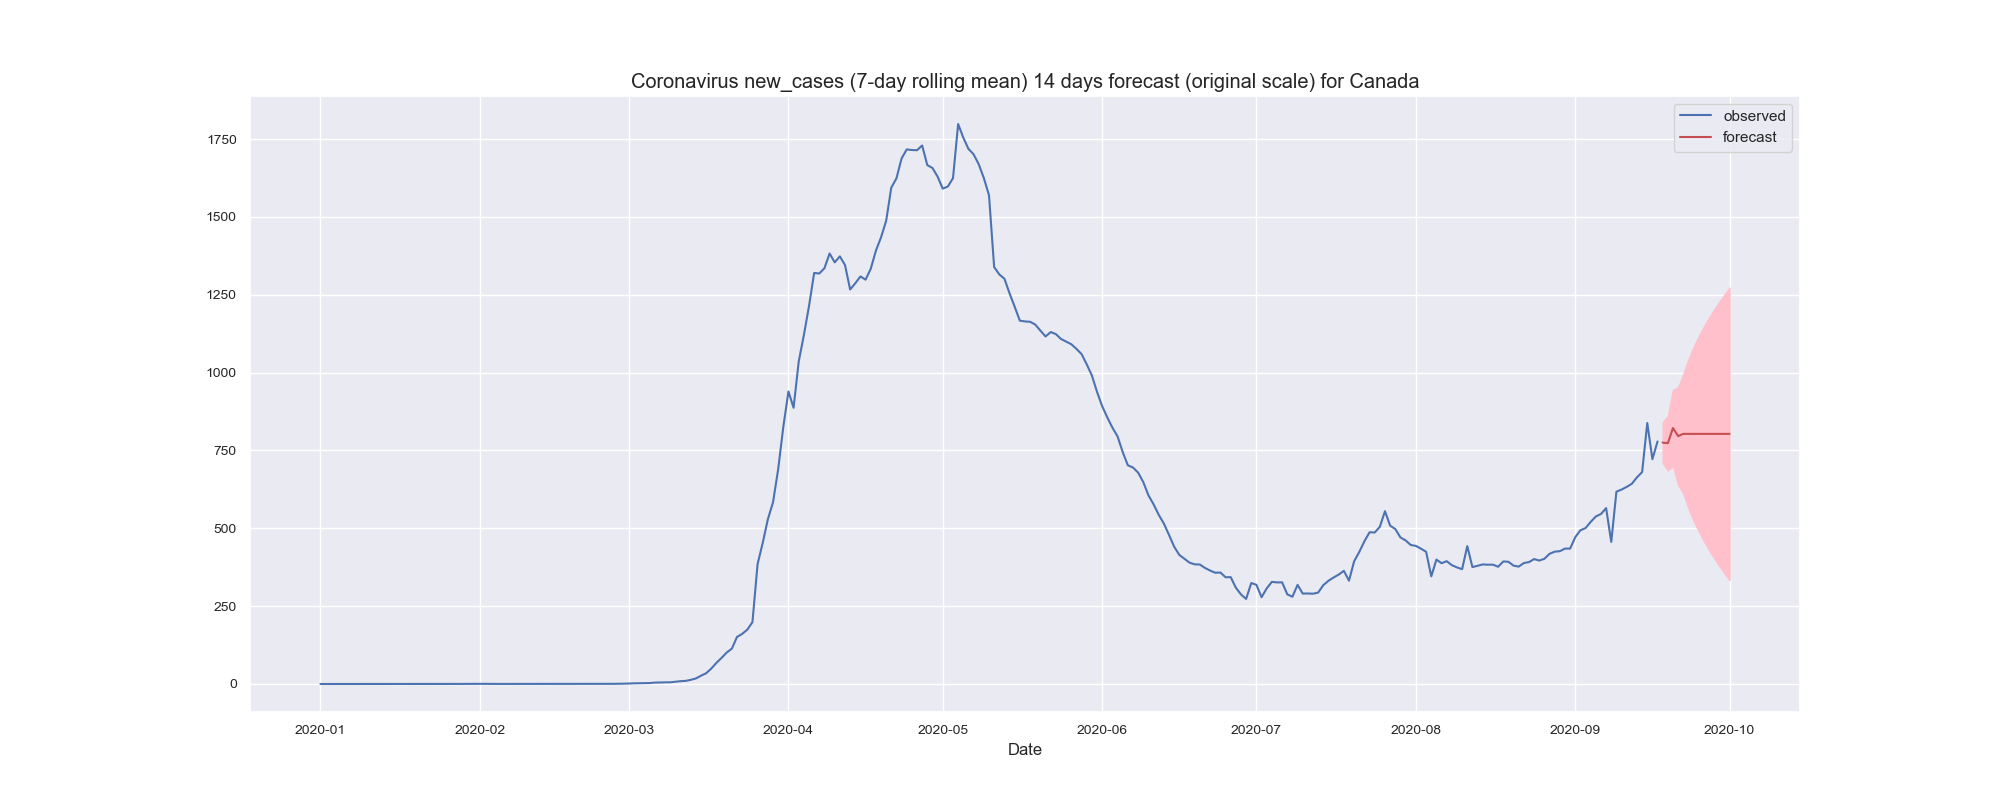 Coronavirus new_cases (7-day rolling mean) 14 days forecast (original scale) for Canada
observed
forecast
1750
1500
1250
1000
750
500
250
0
2020-01 2020-02 2020-03 2020-04 2020-05 2020-06 2020-07 2020-08 2020-09 2020-10
Date